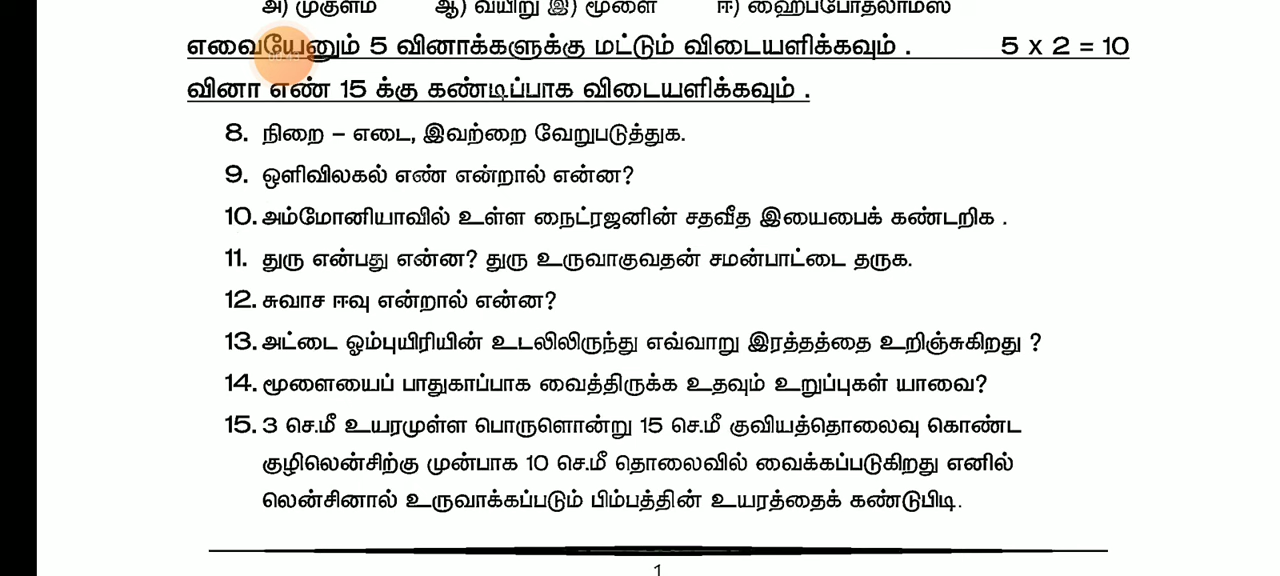 அ) முகுளம் ஆ) வயிறு இ) மூளை ஈ) ஹைப்போதலாமஸ்
எவையேனும் 5 வினாக்களுக்கு மட்டும் விடையளிக்கவும் . 5 x 2 = 10
வினா எண் 15 க்கு கண்டிப்பாக விடையளிக்கவும் .
8. நிறை – எடை, இவற்றை வேறுபடுத்துக.
9. ஒளிவிலகல் எண் என்றால் என்ன?
10. அம்மோனியாவில் உள்ள நைட்ரஜனின் சதவீத இயைபைக் கண்டறிக .
11. துரு என்பது என்ன? துரு உருவாகுவதன் சமன்பாட்டை தருக.
12. சுவாச ஈவு என்றால் என்ன?
13. அட்டை ஓம்புயிரியின் உடலிலிருந்து எவ்வாறு இரத்தத்தை உறிஞ்சுகிறது ?
14. மூளையைப் பாதுகாப்பாக வைத்திருக்க உதவும் உறுப்புகள் யாவை?
15. 3 செ.மீ உயரமுள்ள பொருளொன்று 15 செ.மீ குவியத்தொலைவு கொண்ட
குழிலென்சிற்கு முன்பாக 10 செ.மீ தொலைவில் வைக்கப்படுகிறது எனில்
லென்சினால் உருவாக்கப்படும் பிம்பத்தின் உயரத்தைக் கண்டுபிடி.
1